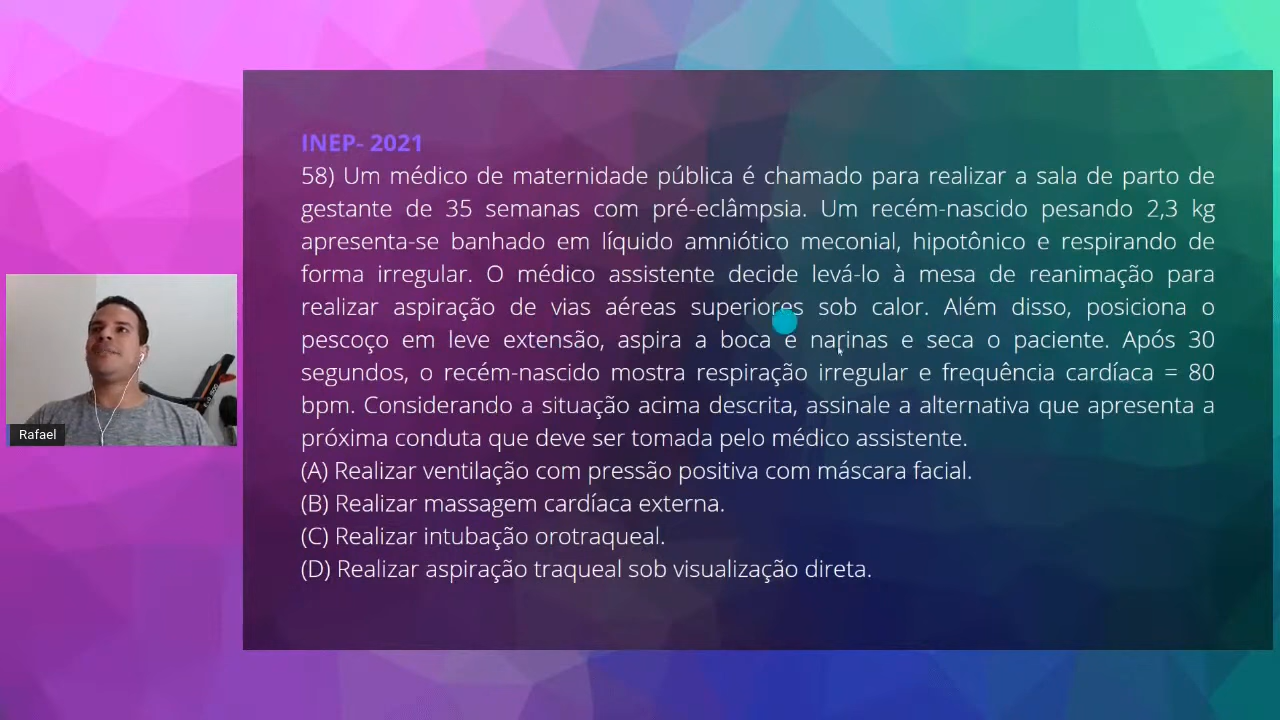 INEP- 2021
58) Um médico de maternidade pública é chamado para realizar a sala de parto de
gestante de 35 semanas com pré-eclâmpsia. Um recém-nascido pesando 2,3 kg
apresenta-se banhado em líquido amniótico meconial, hipotônico e respirando de
forma irregular. O médico assistente decide levá-lo à mesa de reanimação para
realizar aspiração de vias aéreas superiores sob calor. Além disso, posiciona o
pescoço em leve extensão, aspira a boca e narinas e seca o paciente. Após 30
segundos, o recém-nascido mostra respiração irregular e frequência cardíaca = 80
bpm. Considerando a situação acima descrita, assinale a alternativa que apresenta a
próxima conduta que deve ser tomada pelo médico assistente.
(A) Realizar ventilação com pressão positiva com máscara facial.
(B) Realizar massagem cardíaca externa.
(C) Realizar intubação orotraqueal.
(D) Realizar aspiração traqueal sob visualização direta.
Rafael